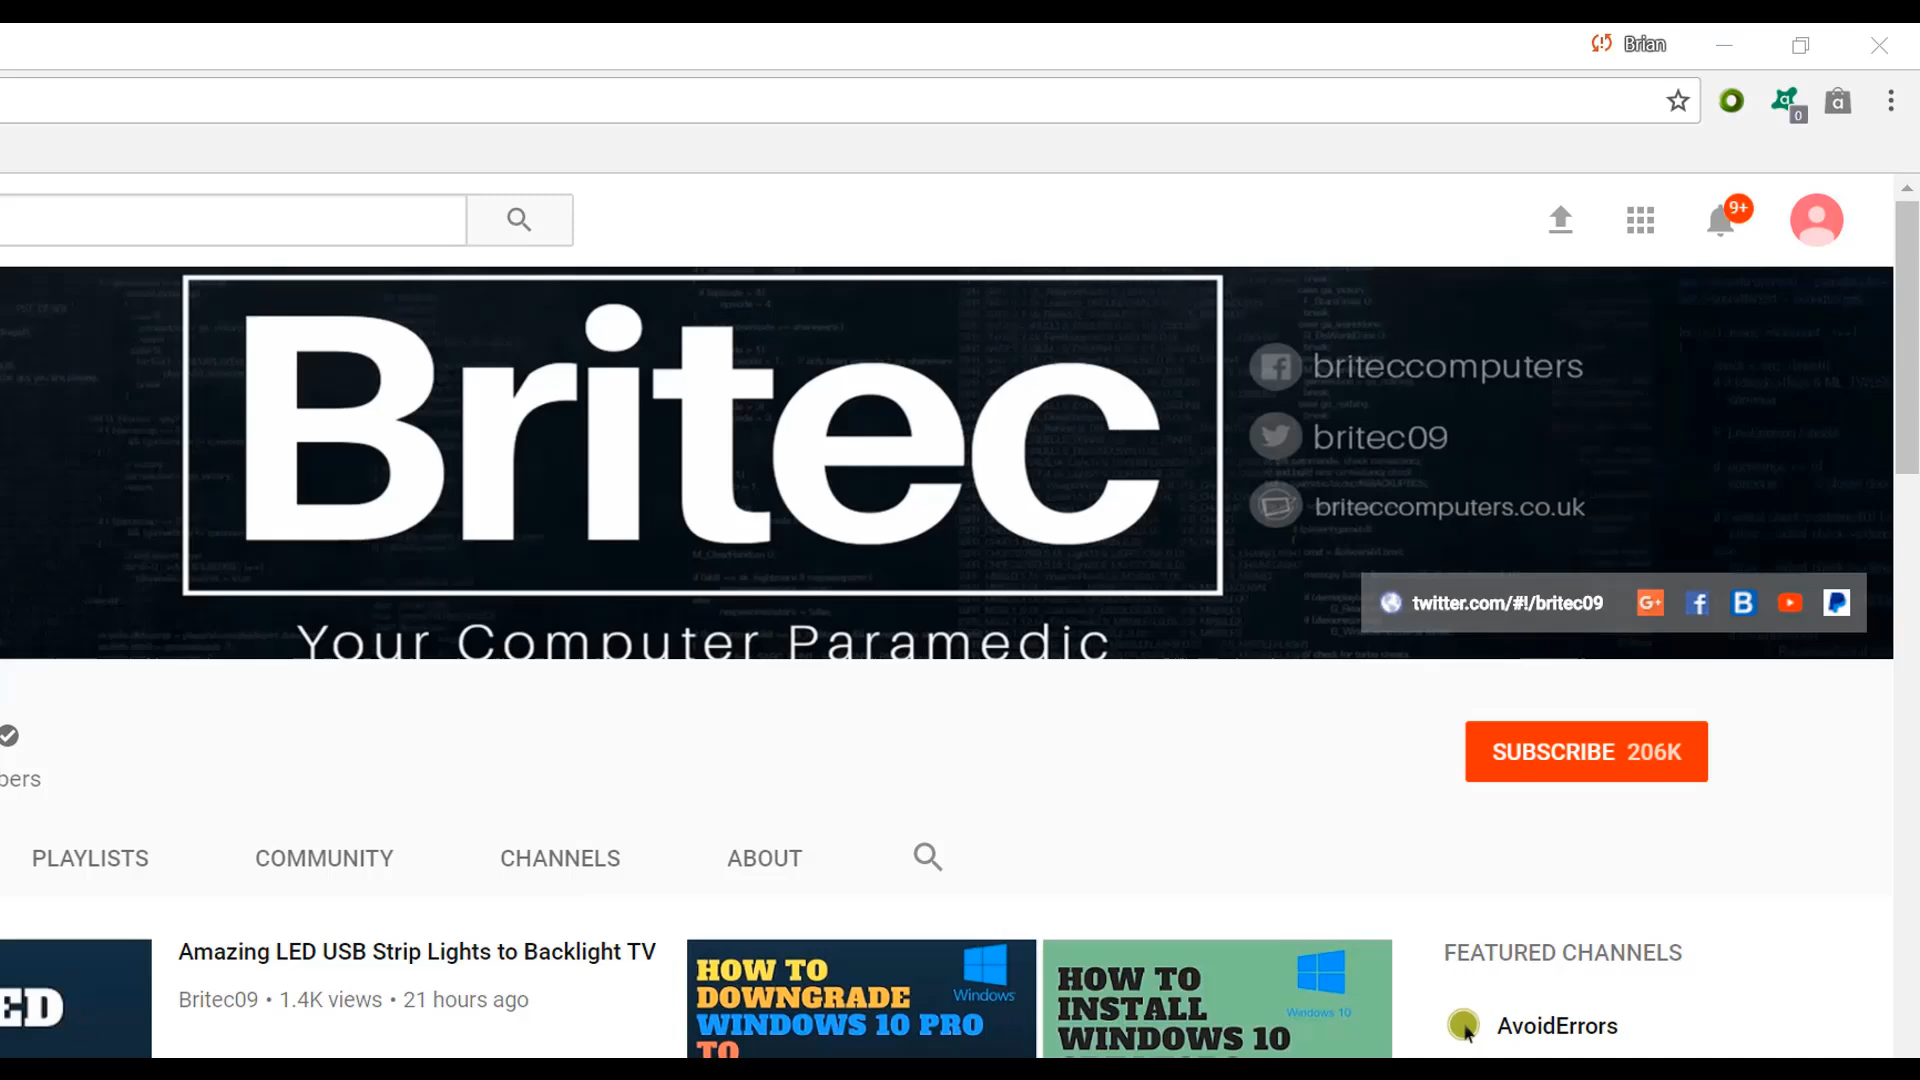 Brian
0
9+
Britec
briteccomputers
britec09
briteccomputers.co.uk
twitter.com/#!/britec09
Your Computer Paramedic
SUBSCRIBE 206K
bers
PLAYLISTS
COMMUNITY
CHANNELS
ABOUT
Amazing LED USB Strip Lights to Backlight TV
Britec09 • 1.4K views • 21 hours ago
ED
HOW TO
DOWNGRADE
WINDOWS 10 PRO
TO
Windows
HOW TO
INSTALL
WINDOWS 10
Windows 10
FEATURED CHANNELS
AvoidErrors